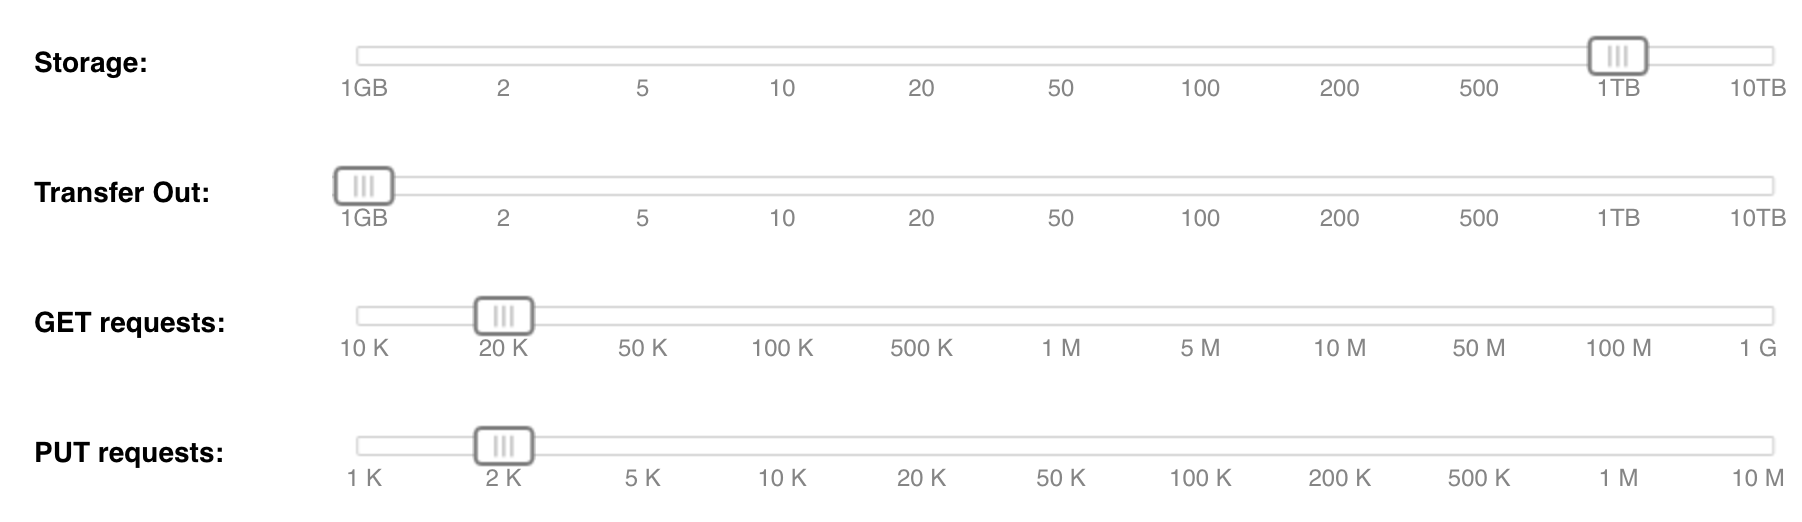 Storage:
1GB 2 5 10 20 50 100 200 500 1TB 10TB
Transfer Out:
1GB 2 5 10 20 50 100 200 500 1TB 10TB
GET requests:
10 K 20 K 50 K 100 K 500 K 1 M 5 M 10 M 50 M 100 M 1 G
PUT requests:
1 K 2 K 5 K 10 K 20 K 50 K 100 K 200 K 500 K 1 M 10 M